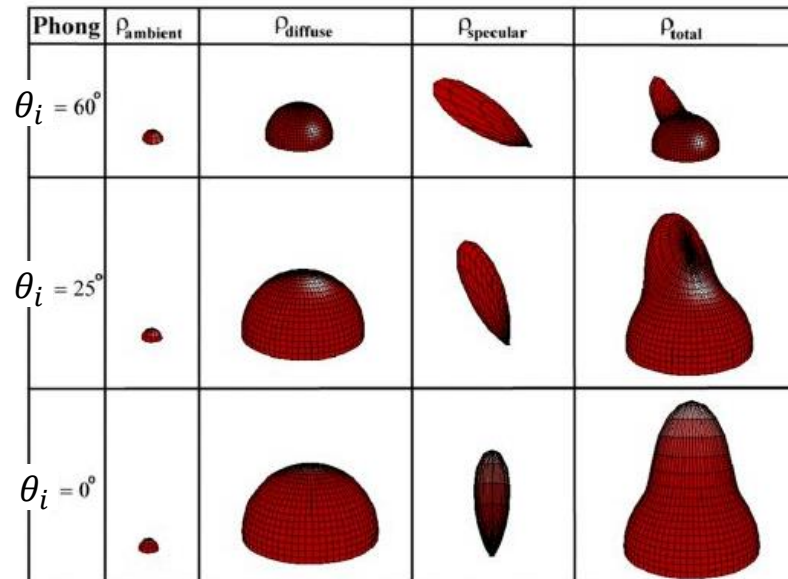 Phong ρambient ρdiffuse ρspecular ρtotal
θi = 60°
θi = 25°
θi = 0°